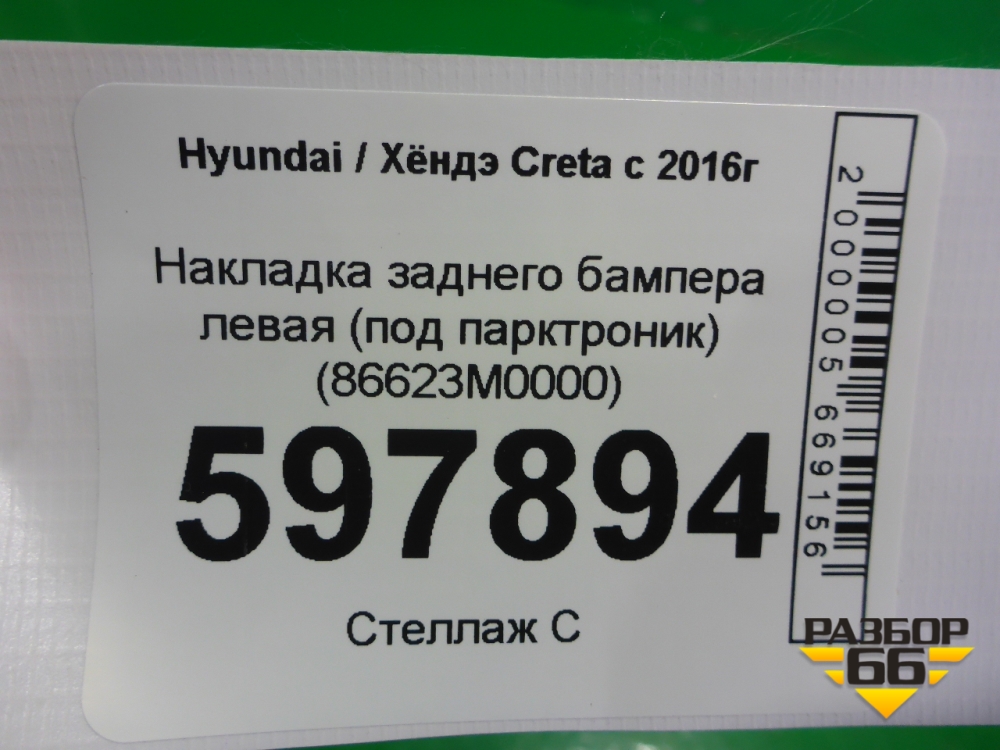 Hyundai / Хёндэ Creta с 2016г
Накладка заднего бампера
левая (под парктроник)
(86623M0000)
597894
Стеллаж С
2000005669156
РАЗБОР
66